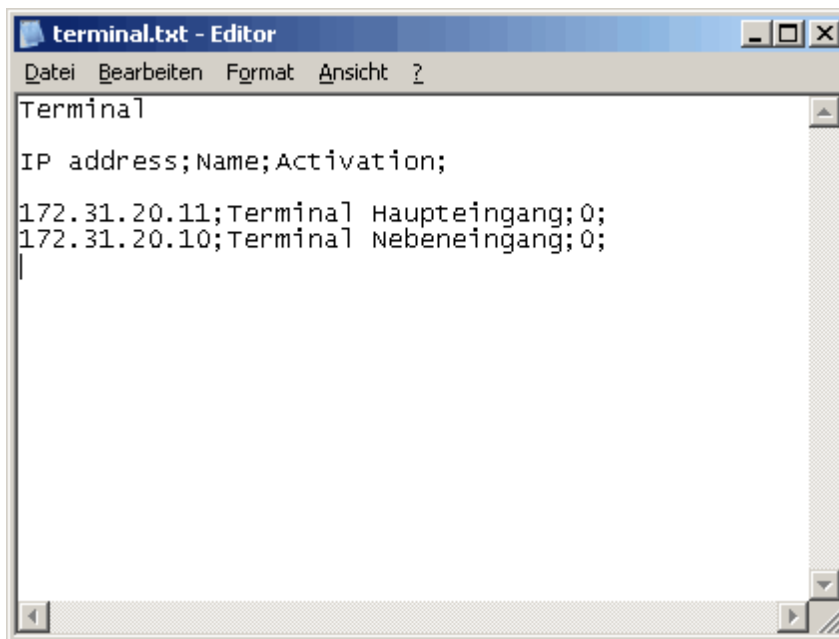 terminal.txt - Editor
Datei Bearbeiten Format Ansicht ?
Terminal
IP address;Name;Activation;
172.31.20.11;Terminal Haupteingang;0;
172.31.20.10;Terminal Nebeneingang;0;